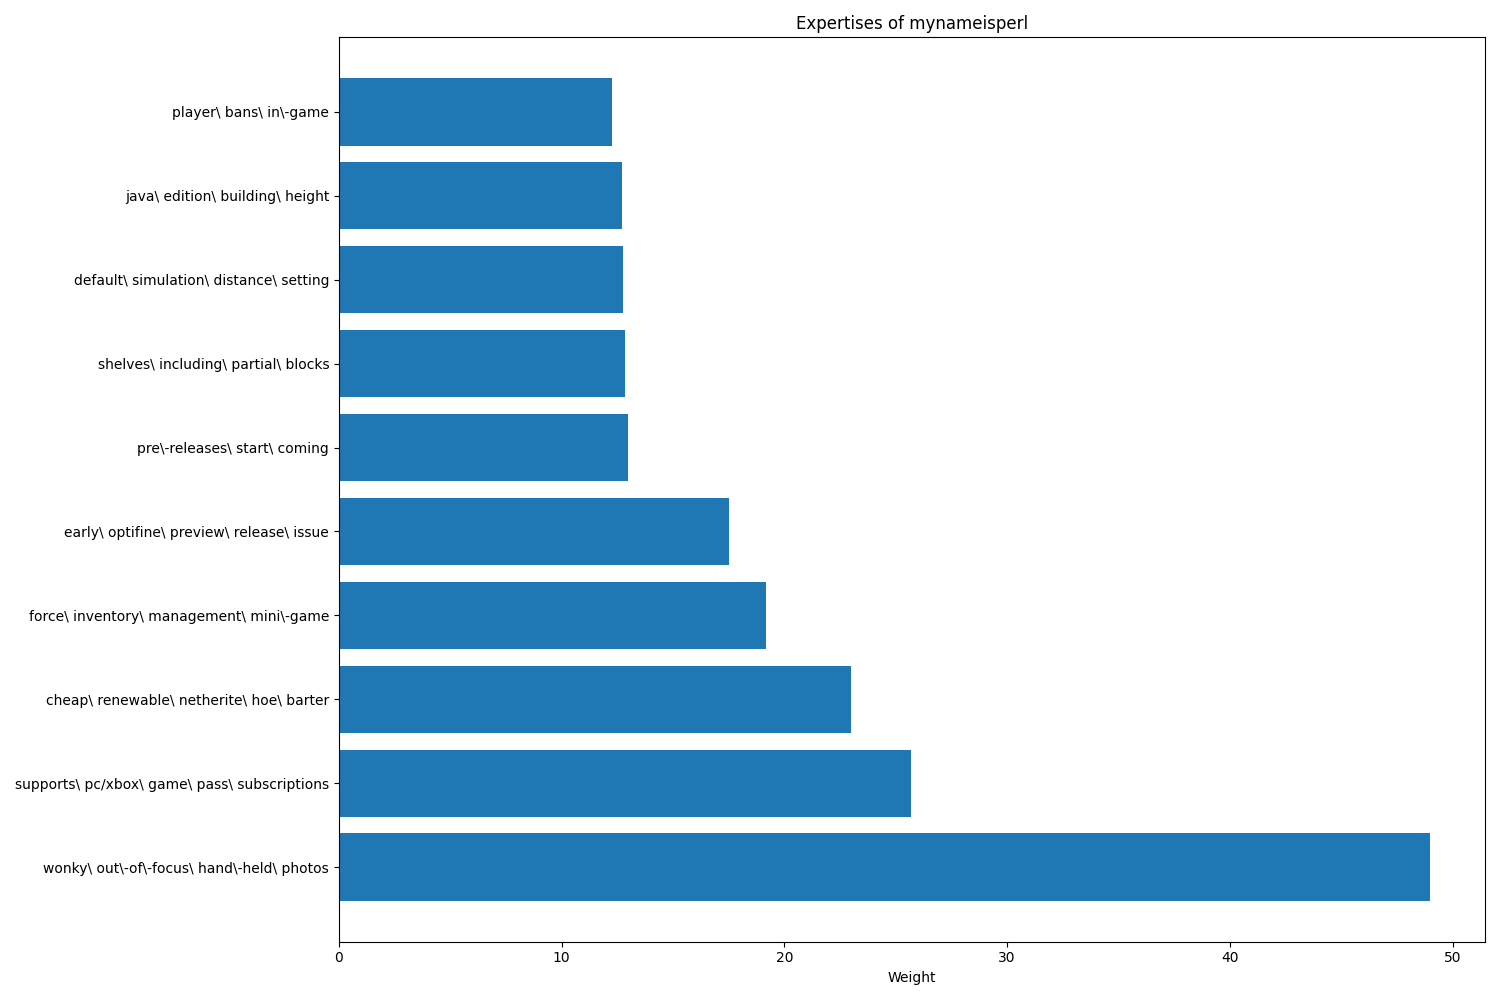 Expertises of mynameisperl
player\ bans\ in\-game
java\ edition\ building\ height
default\ simulation\ distance\ setting
shelves\ including\ partial\ blocks
pre\-releases\ start\ coming
early\ optifine\ preview\ release\ issue
force\ inventory\ management\ mini\-game
cheap\ renewable\ netherite\ hoe\ barter
supports\ pc/xbox\ game\ pass\ subscriptions
wonky\ out\-of\-focus\ hand\-held\ photos
0 10 20 30 40 50
Weight